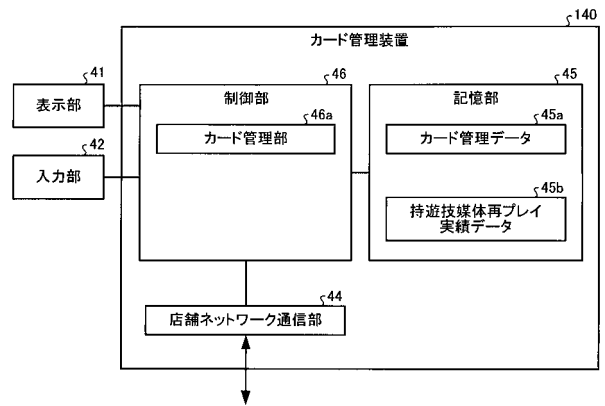 140
カード管理装置
41
表示部
42
入力部
46
制御部
46a
カード管理部
45
記憶部
45a
カード管理データ
45b
持遊技媒体再プレイ
実績データ
44
店舗ネットワーク通信部